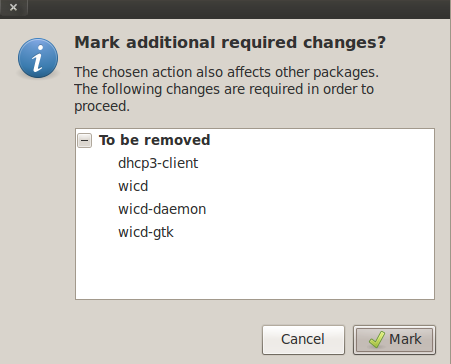 Mark additional required changes?
The chosen action also affects other packages.
The following changes are required in order to
proceed.
To be removed
dhcp3-client
wicd
wicd-daemon
wicd-gtk
Cancel
Mark